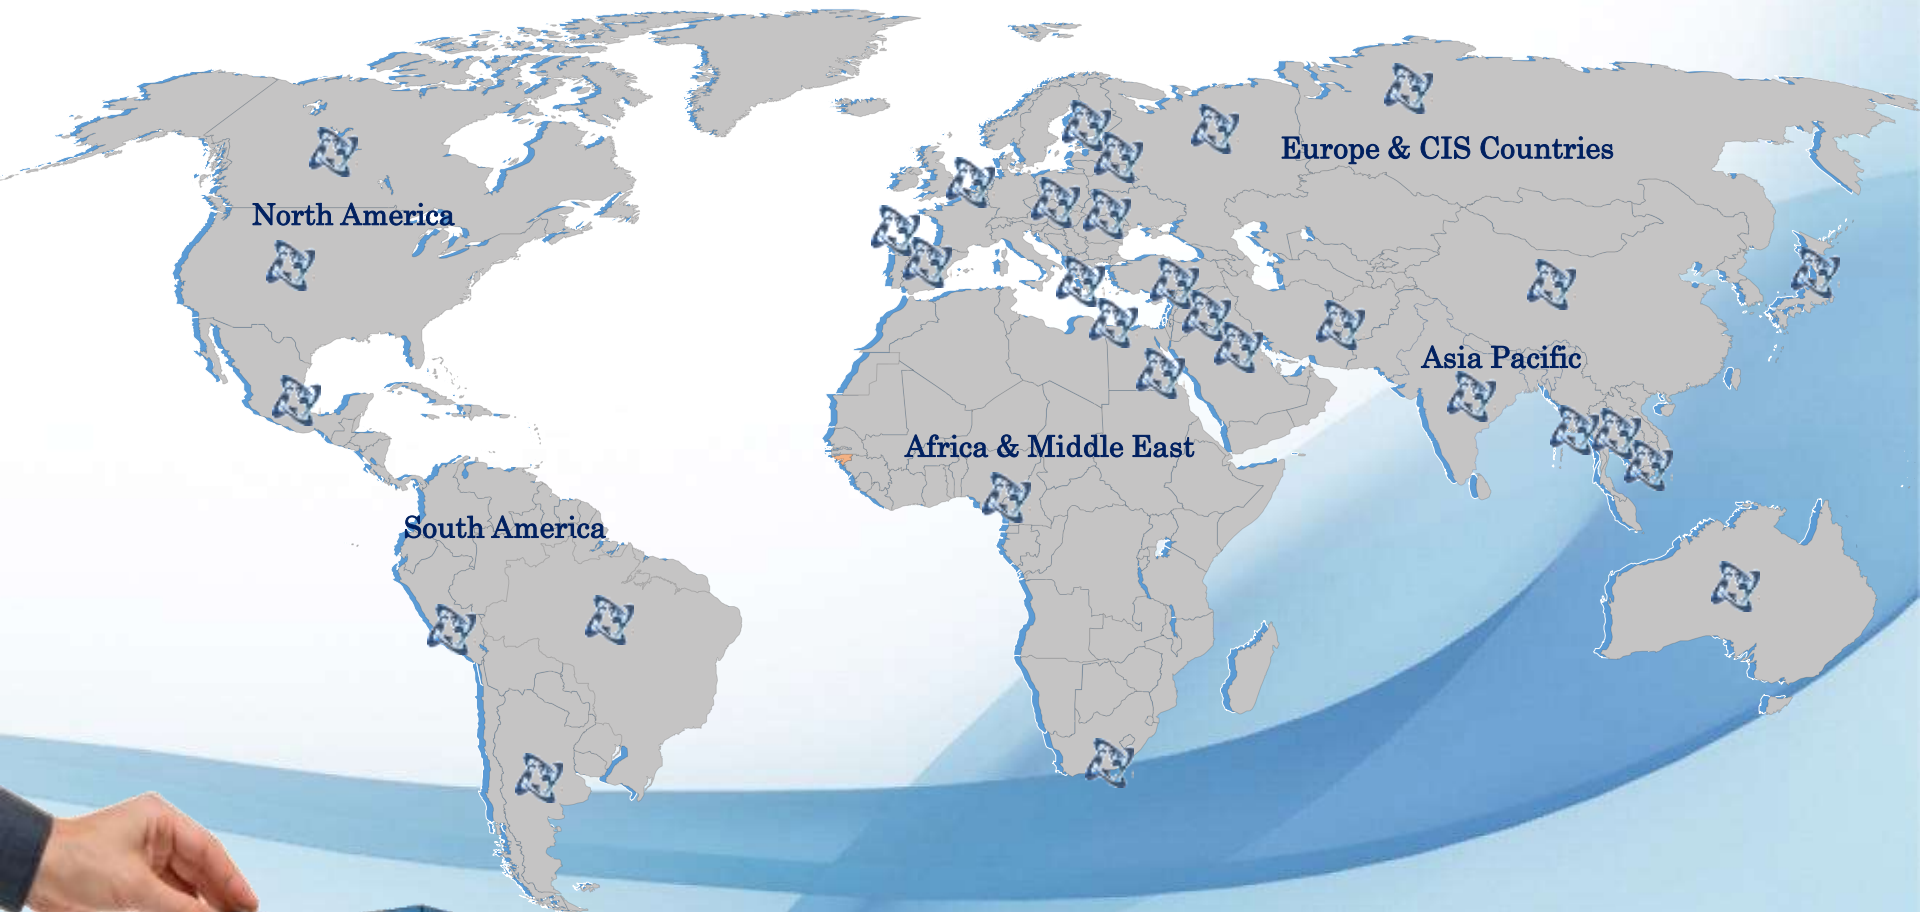 Europe & CIS Countries
North America
Asia Pacific
Africa & Middle East
South America